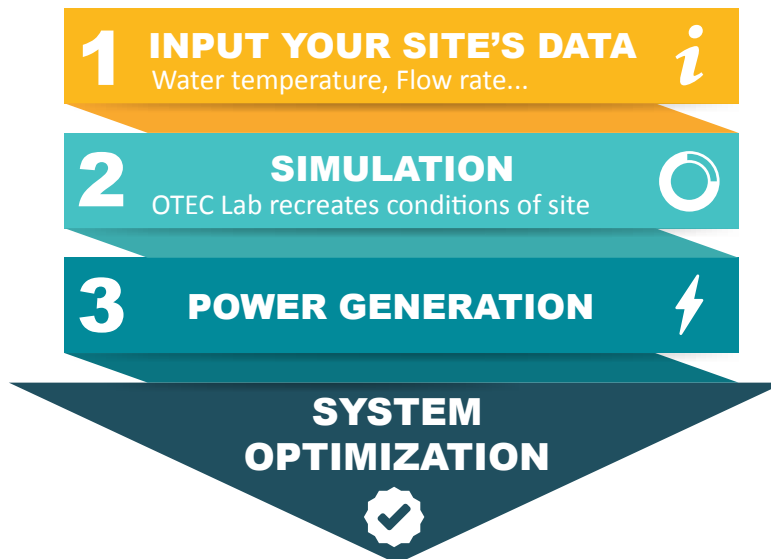 1 INPUT YOUR SITE'S DATA
Water temperature, Flow rate...
2 SIMULATION
OTEC Lab recreates conditions of site
3 POWER GENERATION
SYSTEM
OPTIMIZATION